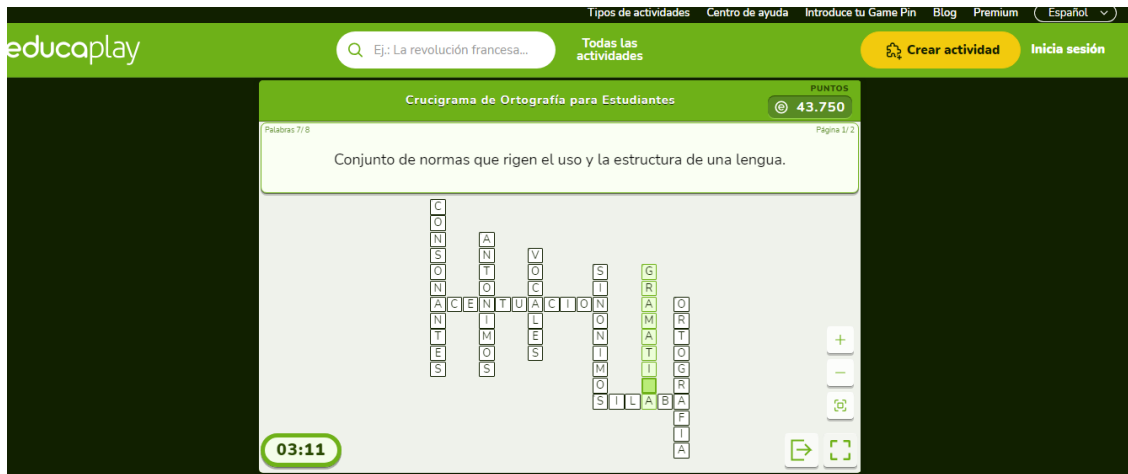 Tipos de actividades Centro de ayuda Introduce tu Game Pin Blog Premium Español
educaplay
Ej.: La revolución francesa...
Todas las
actividades
Crear actividad
Inicia sesión
Crucigrama de Ortografía para Estudiantes
PUNTOS
43.750
Palabras 7/ 8
Página 1/ 2
Conjunto de normas que rigen el uso y la estructura de una lengua.
CONSONANTES
ANTONIMOS
VOCALES
SINONIMOS
GRAMATI A
ORTOGRAFIA
ACENTUACION
SILABA
03:11